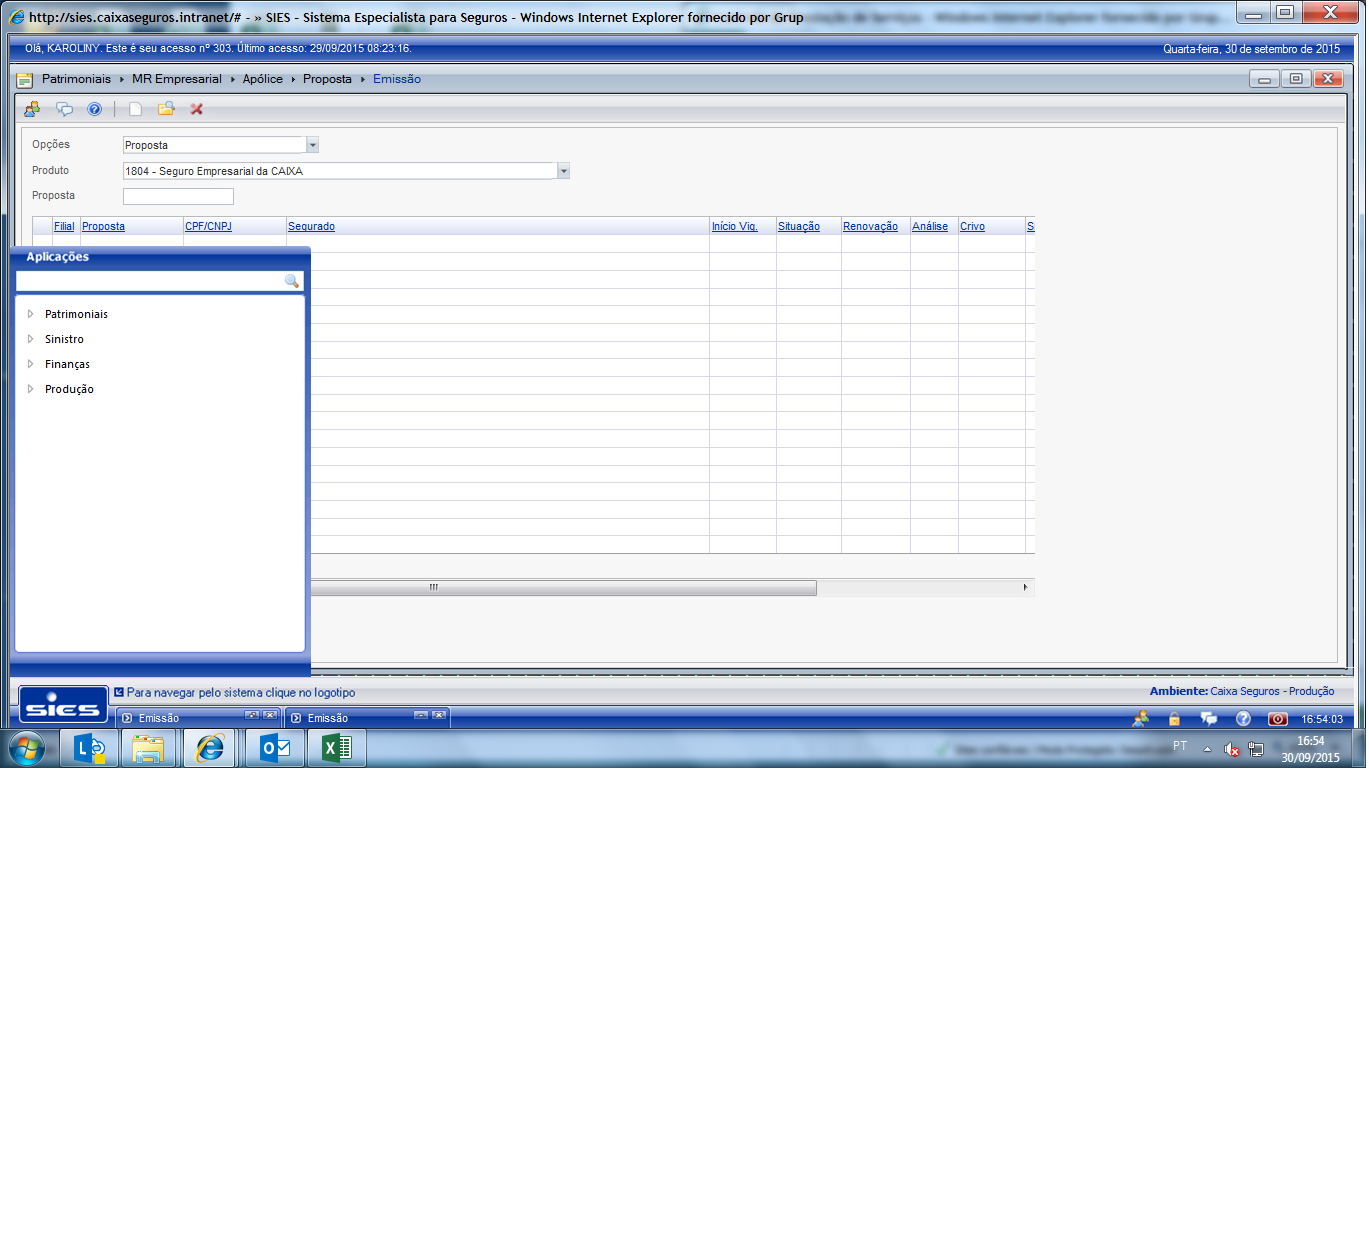 http://sies.caixaseguros.intranet/# - » SIES - Sistema Especialista para Seguros - Windows Internet Explorer fornecido por Grup
Olá, KAROLINY. Este é seu acesso nº 303. Último acesso: 29/09/2015 08:23:16.
Quarta-feira, 30 de setembro de 2015
Patrimoniais MR Empresarial Apólice Proposta Emissão
Opções Proposta
Produto 1804 - Seguro Empresarial da CAIXA
Proposta
Filial Proposta CPF/CNPJ Segurado Início Vig. Situação Renovação Análise Crivo
Aplicações
Patrimoniais
Sinistro
Finanças
Produção
sies Para navegar pelo sistema clique no logotipo
Ambiente: Caixa Seguros - Produção
Emissão Emissão 16:54:03
PT 16:54
30/09/2015